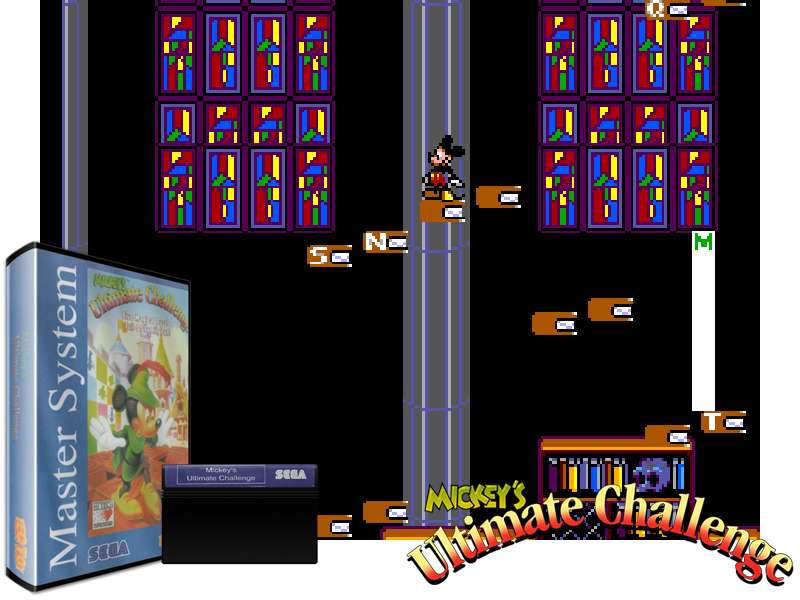 Q
N
S
M
T
Master System
MICKEY'S
Ultimate Challenge
SEGA
Mickey's
Ultimate Challenge
SEGA
MICKEY'S
Ultimate Challenge